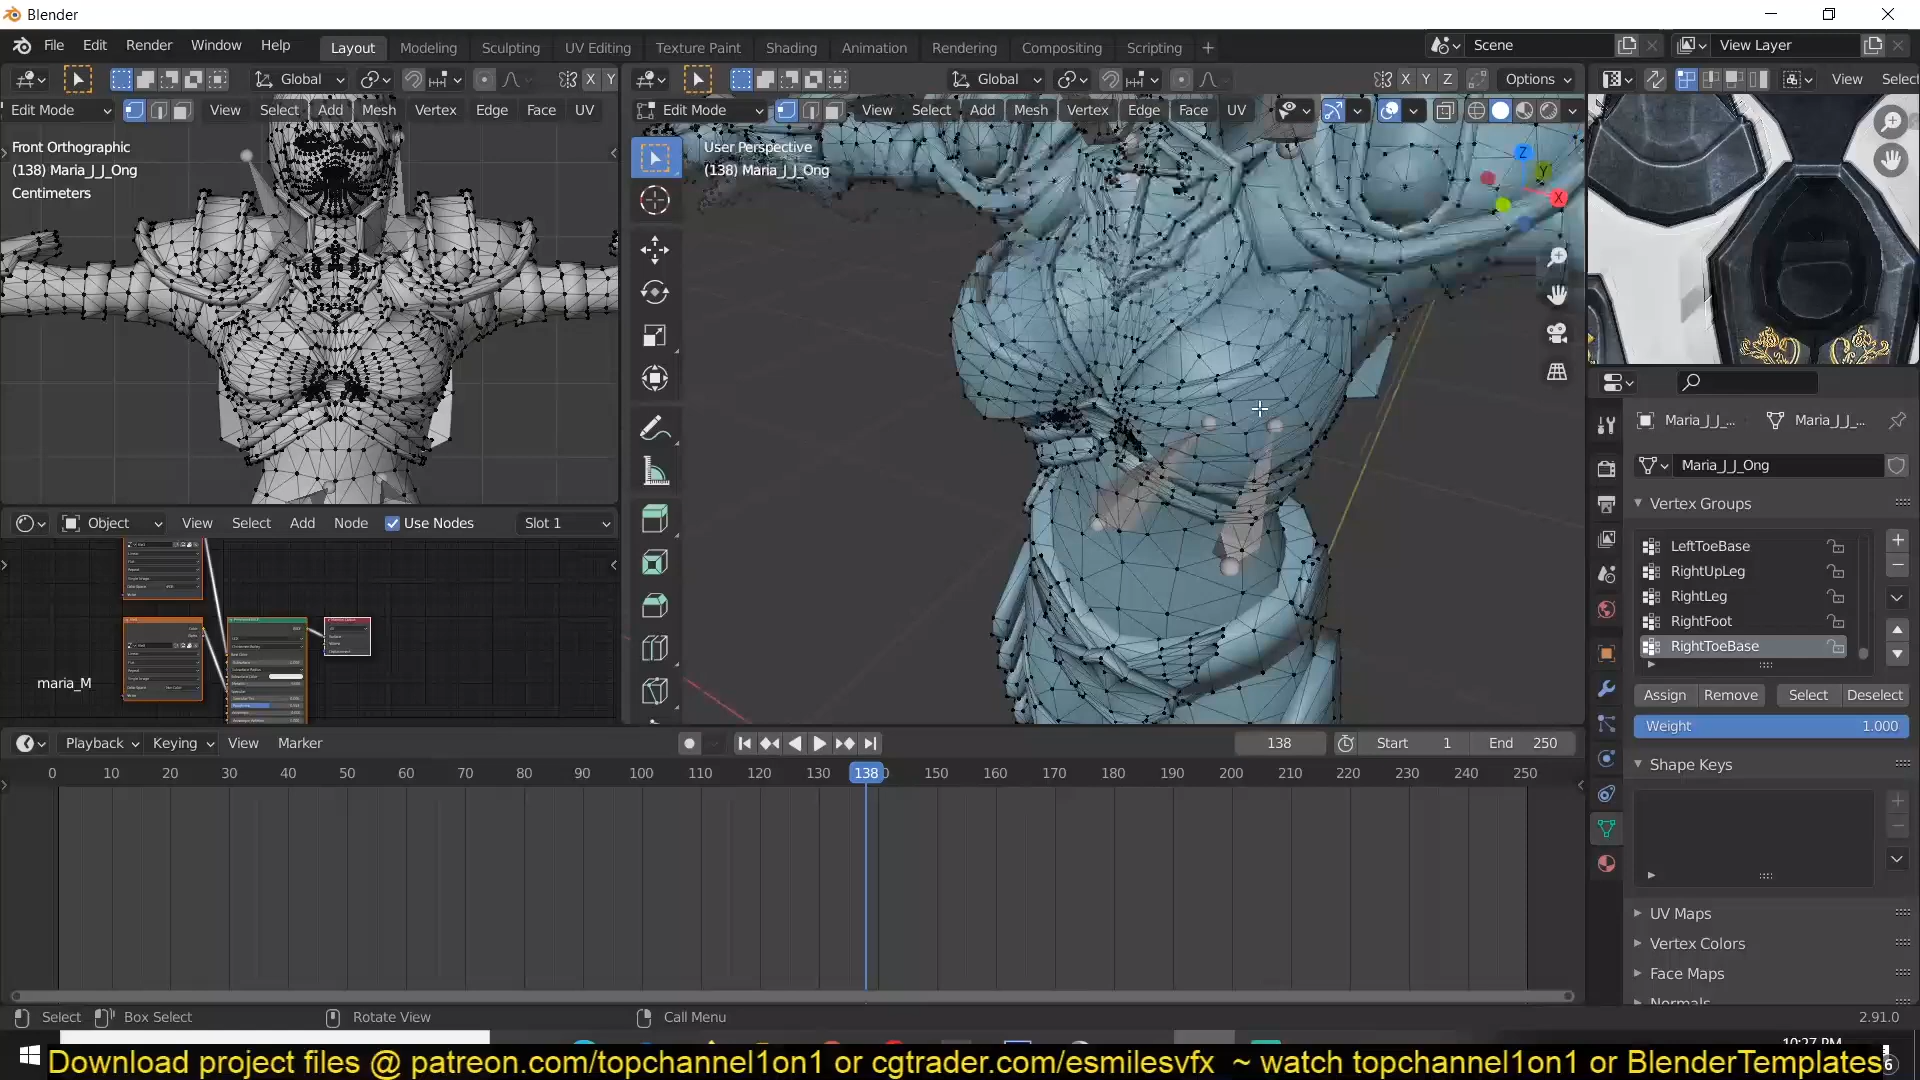 Blender
File Edit Render Window Help Layout Modeling Sculpting UV Editing Texture Paint Shading Animation Rendering Compositing Scripting + Scene View Layer
Global X Y Global X Y Z Options View Select
Edit Mode View Select Add Mesh Vertex Edge Face UV Edit Mode View Select Add Mesh Vertex Edge Face UV
Front Orthographic
(138) Maria_J_J_Ong
Centimeters
User Perspective
(138) Maria_J_J_Ong
Z
Y
X
Maria_J_J_... Maria_J_J_...
Maria_J_J_Ong
Vertex Groups
LeftToeBase
RightUpLeg
RightLeg
RightFoot
RightToeBase
Assign Remove Select Deselect
Weight 1.000
Shape Keys
UV Maps
Vertex Colors
Face Maps
Normals
Object View Select Add Node Use Nodes Slot 1
maria_M
Playback Keying View Marker 138 Start 1 End 250
0 10 20 30 40 50 60 70 80 90 100 110 120 130 138 150 160 170 180 190 200 210 220 230 240 250
Select Box Select Rotate View Call Menu 2.91.0
10:27 PM
Download project files @ patreon.com/topchannel1on1 or cgtrader.com/esmilesvfx ~ watch topchannel1on1 or BlenderTemplates